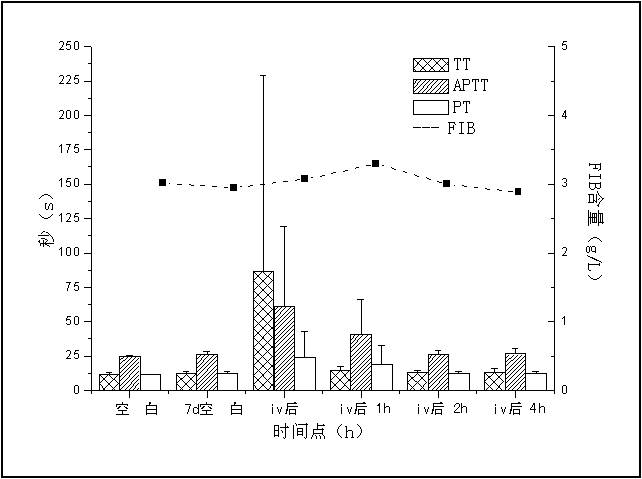 250
225
200
175
150
125
100
75
50
25
0
秒（s）
5
4
3
2
1
0
FIB含量（g/L）
TT
APTT
PT
FIB
空 白
7d空 白
iv后
iv后 1h
iv后 2h
iv后 4h
时间点（h）